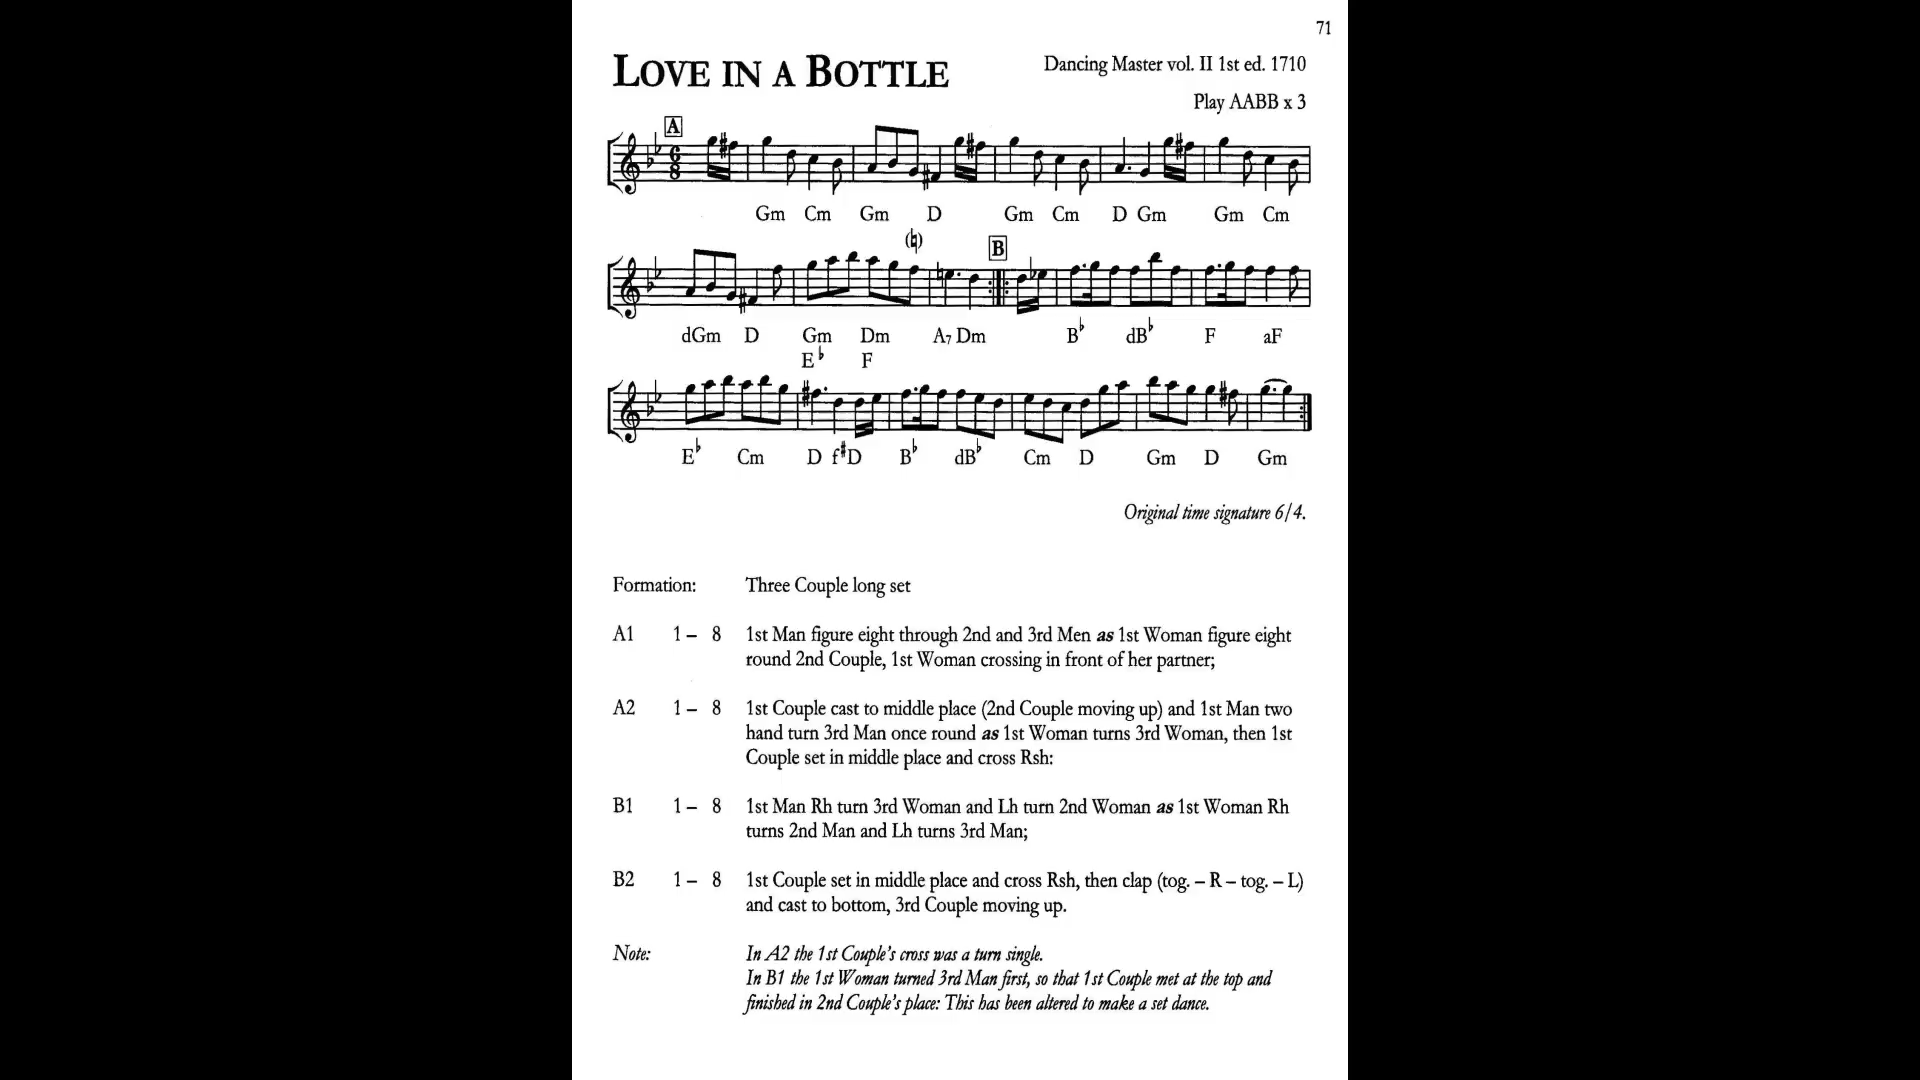 71
LOVE IN A BOTTLE
Dancing Master vol. II 1st ed. 1710
Play AABB x 3
A
6
8
Gm Cm Gm D Gm Cm D Gm Gm Cm
(♮)
B
dGm D Gm Dm A7 Dm B♭ dB♭ F aF
E♭ F
E♭ Cm D f#D B♭ dB♭ Cm D Gm D Gm
Original time signature 6/4.
Formation: Three Couple long set
A1 1 – 8 1st Man figure eight through 2nd and 3rd Men as 1st Woman figure eight
round 2nd Couple, 1st Woman crossing in front of her partner;
A2 1 – 8 1st Couple cast to middle place (2nd Couple moving up) and 1st Man two
hand turn 3rd Man once round as 1st Woman turns 3rd Woman, then 1st
Couple set in middle place and cross Rsh:
B1 1 – 8 1st Man Rh turn 3rd Woman and Lh turn 2nd Woman as 1st Woman Rh
turns 2nd Man and Lh turns 3rd Man;
B2 1 – 8 1st Couple set in middle place and cross Rsh, then clap (tog. – R – tog. – L)
and cast to bottom, 3rd Couple moving up.
Note: In A2 the 1st Couple's cross was a turn single.
In B1 the 1st Woman turned 3rd Man first, so that 1st Couple met at the top and
finished in 2nd Couple's place: This has been altered to make a set dance.